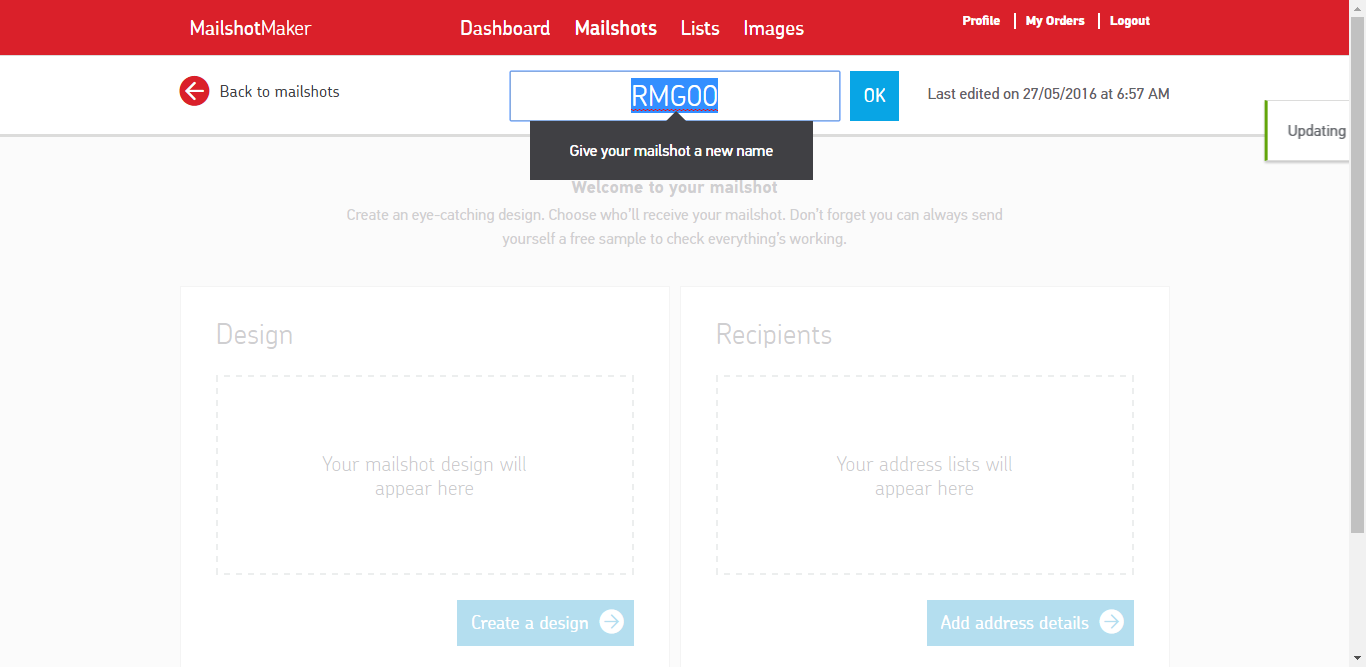 MailshotMaker
Dashboard Mailshots Lists Images
Profile My Orders Logout
Back to mailshots
RMG00
OK
Last edited on 27/05/2016 at 6:57 AM
Updating
Give your mailshot a new name
Welcome to your mailshot
Create an eye-catching design. Choose who'll receive your mailshot. Don't forget you can always send
yourself a free sample to check everything's working.
Design
Your mailshot design will
appear here
Create a design
Recipients
Your address lists will
appear here
Add address details